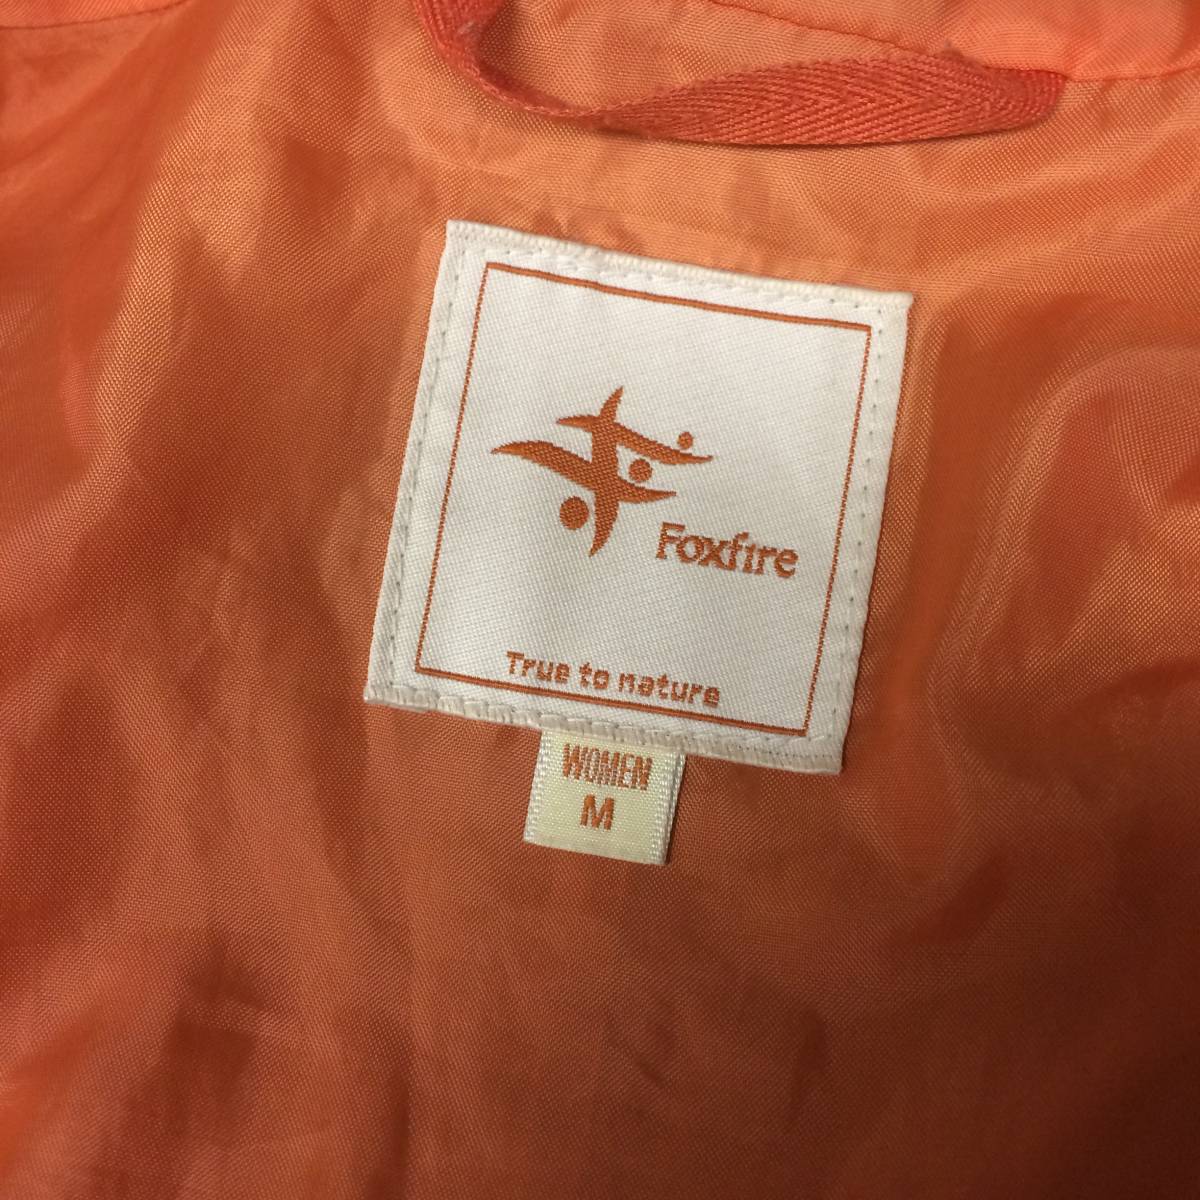 Foxfire
True to nature
WOMEN
M